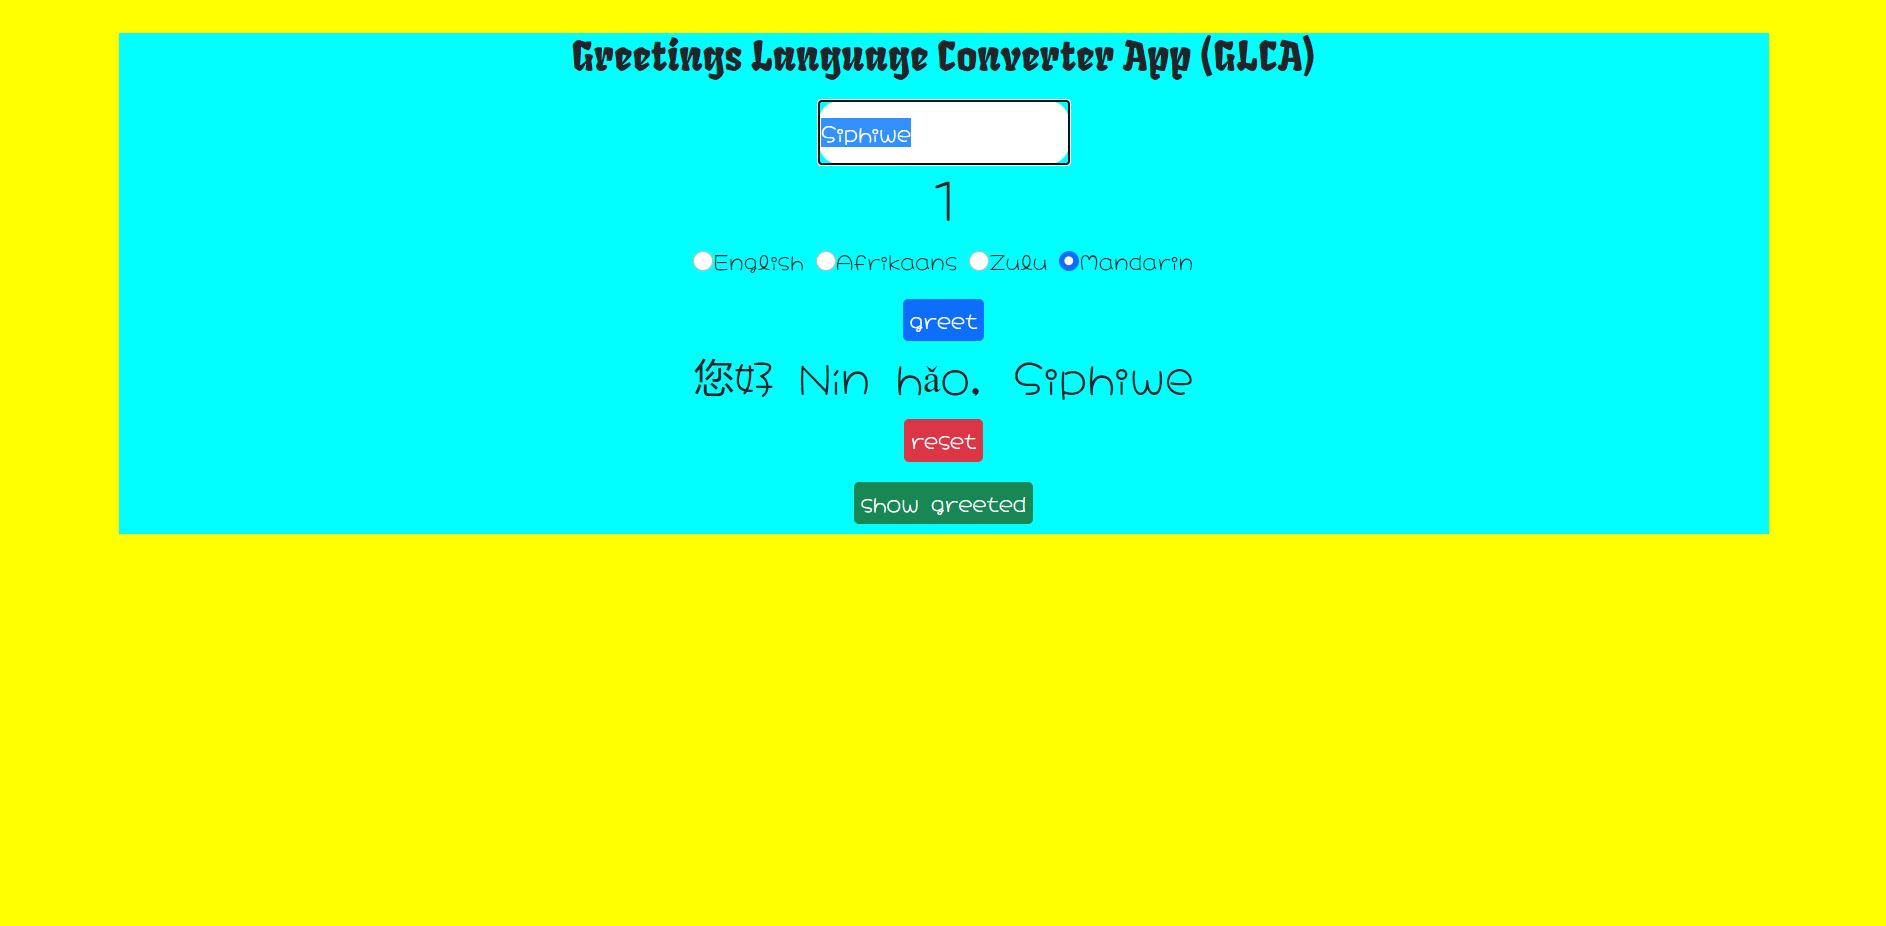 Greetings Language Converter App (GLCA)
Siphiwe
1
English Afrikaans Zulu Mandarin
greet
您好 Nín hǎo, Siphiwe
reset
show greeted